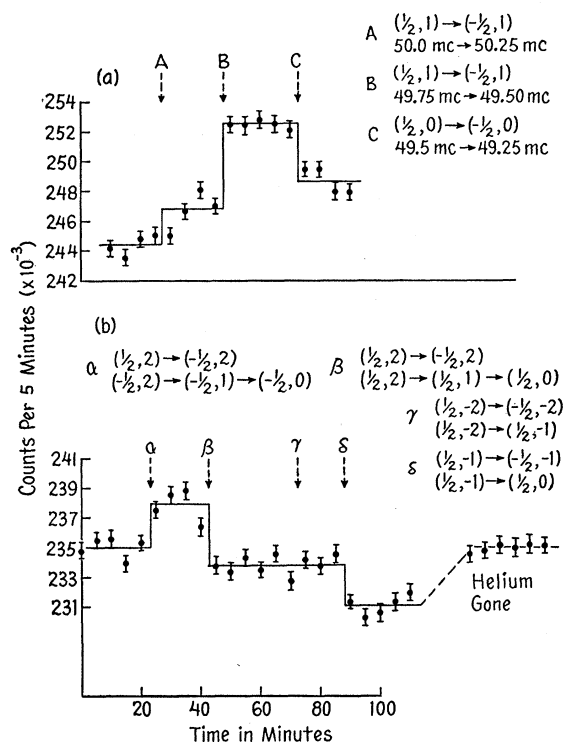 A (½,1)→(-½,1)
50.0 mc→50.25 mc
B (½,1)→(-½,1)
49.75 mc→49.50 mc
C (½,0)→(-½,0)
49.5 mc→49.25 mc
(a)
A B C
254
252
250
248
246
244
242
Counts Per 5 Minutes (x10⁻³)
(b)
α (½,2)→(-½,2)
(-½,2)→(-½,1)→(-½,0)
β (½,2)→(-½,2)
(½,2)→(½,1)→(½,0)
γ (½,-2)→(-½,-2)
(½,-2)→(½,-1)
δ (½,-1)→(-½,-1)
(½,-1)→(½,0)
α β γ δ
241
239
237
235
233
231
Helium
Gone
20 40 60 80 100
Time in Minutes